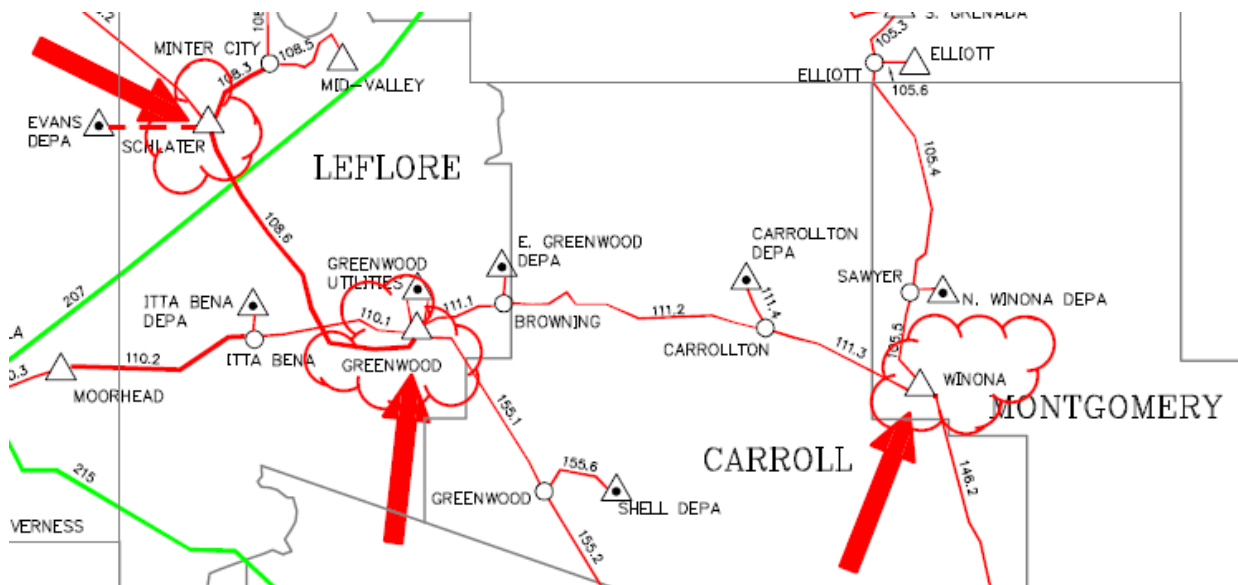 S. GRENADA
105.3
ELLIOTT
ELLIOTT
105.6
MINTER CITY
108.5
108.3
MID-VALLEY
EVANS
DEPA
SCHLATER
LEFLORE
105.4
108.6
207
E. GREENWOOD
DEPA
CARROLLTON
DEPA
GREENWOOD
UTILITIES
SAWYER
N. WINONA DEPA
ITTA BENA
DEPA
111.1
110.1
BROWNING
111.2
111.4
105.5
CARROLLTON
111.3
110.2
ITTA BENA
GREENWOOD
MOORHEAD
WINONA
MONTGOMERY
155.1
CARROLL
146.2
215
155.6
GREENWOOD
SHELL DEPA
VERNESS
155.2